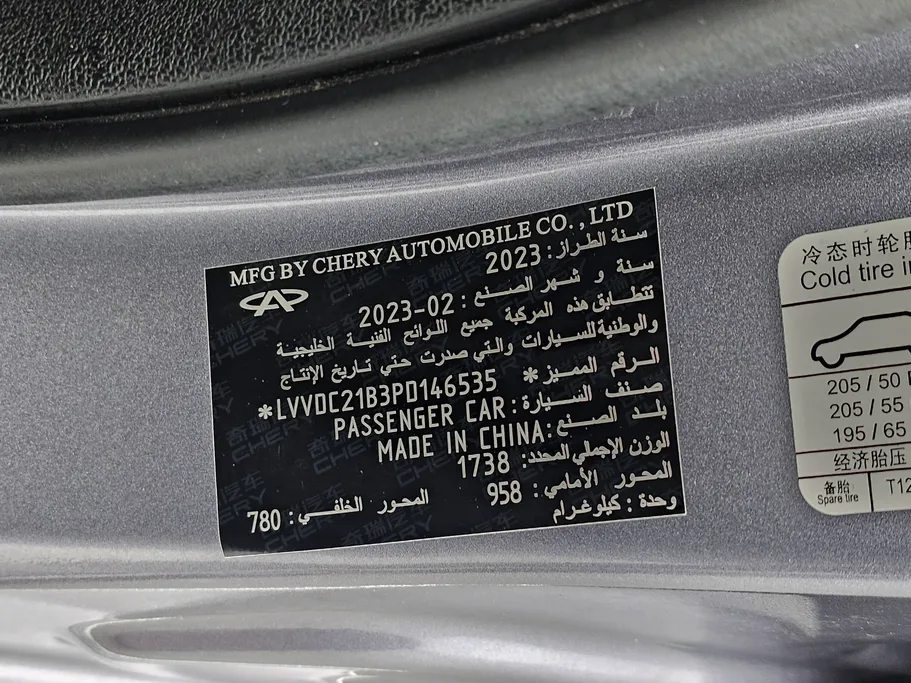 MFG BY CHERY AUTOMOBILE CO. , LTD
سنة الطراز: 2023
سنة و شهر الصنع : 2023-02
تتطابق هذه المركبة جميع اللوائح الفنية الخليجية
والوطنية للسيارات والتي صدرت حتي تاريخ الإنتاج
الرقم المميز: *LVVDC21B3PD146535*
صنف السيارة: PASSENGER CAR
بلد الصنع: MADE IN CHINA
الوزن الإجمالي المحدد: 1738
المحور الأمامي: 958
المحور الخلفي: 780
وحدة : كيلوغرام
冷态时轮胎
Cold tire
205 / 50
205 / 55
195 / 65
经济胎压
备胎
Spare tire
T12